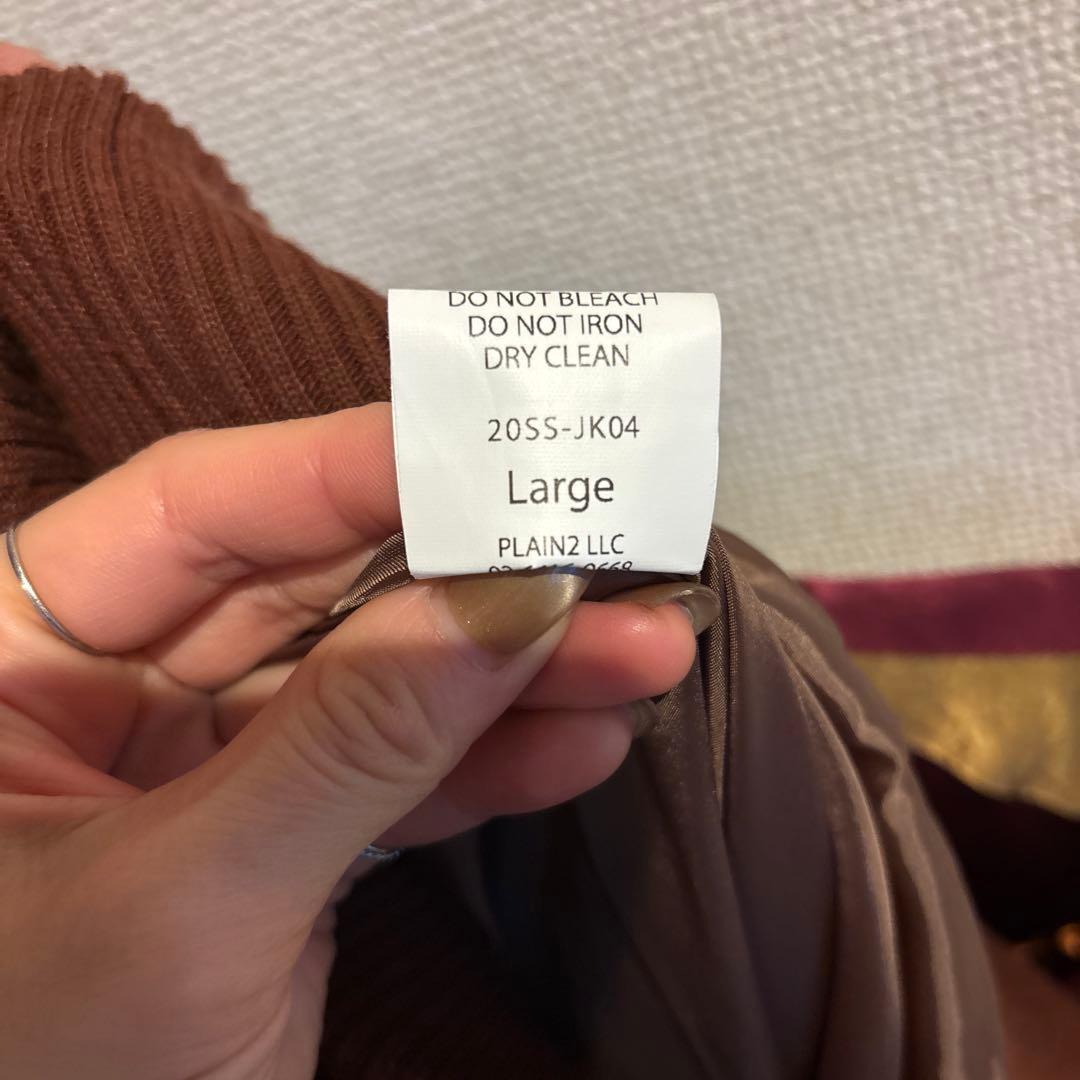 DO NOT BLEACH
DO NOT IRON
DRY CLEAN
20SS-JK04
Large
PLAIN2 LLC